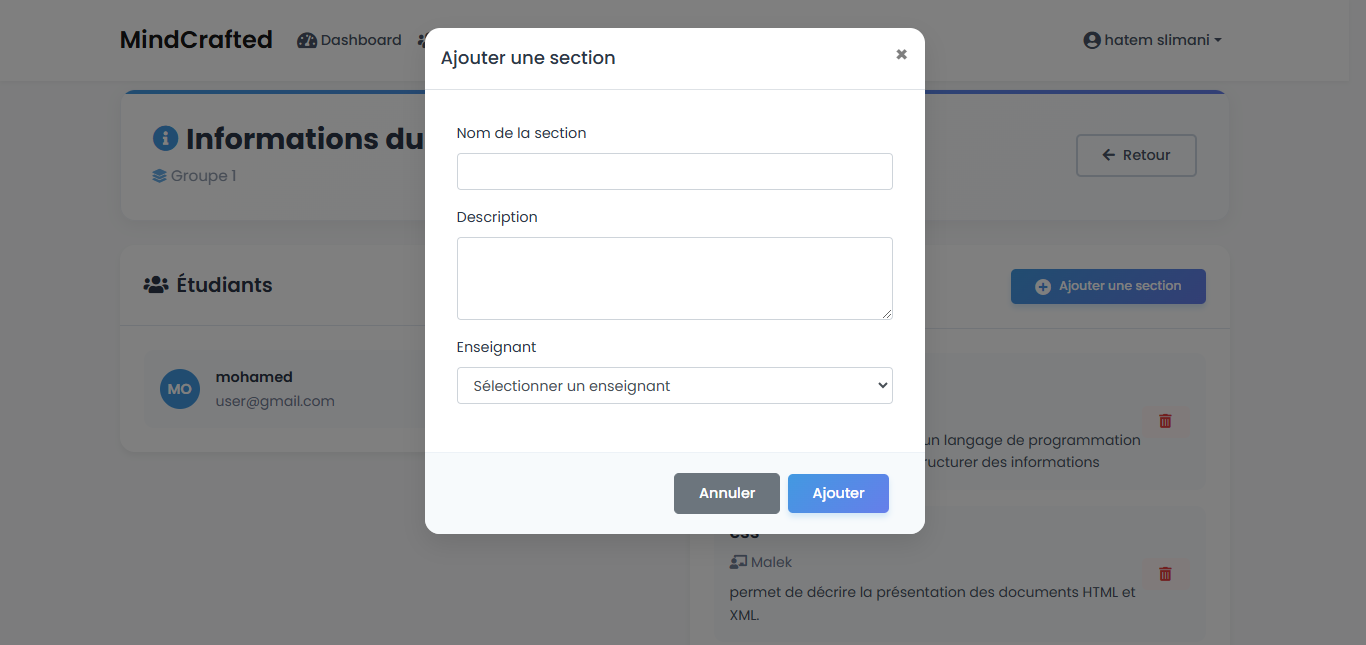 MindCrafted
Dashboard
hatem slimani
Ajouter une section
Informations du
Groupe 1
Retour
Nom de la section
Description
Enseignant
Sélectionner un enseignant
Annuler
Ajouter
Étudiants
MO
mohamed
user@gmail.com
Ajouter une section
un langage de programmation
ructurer des informations
css
Malek
permet de décrire la présentation des documents HTML et
XML.